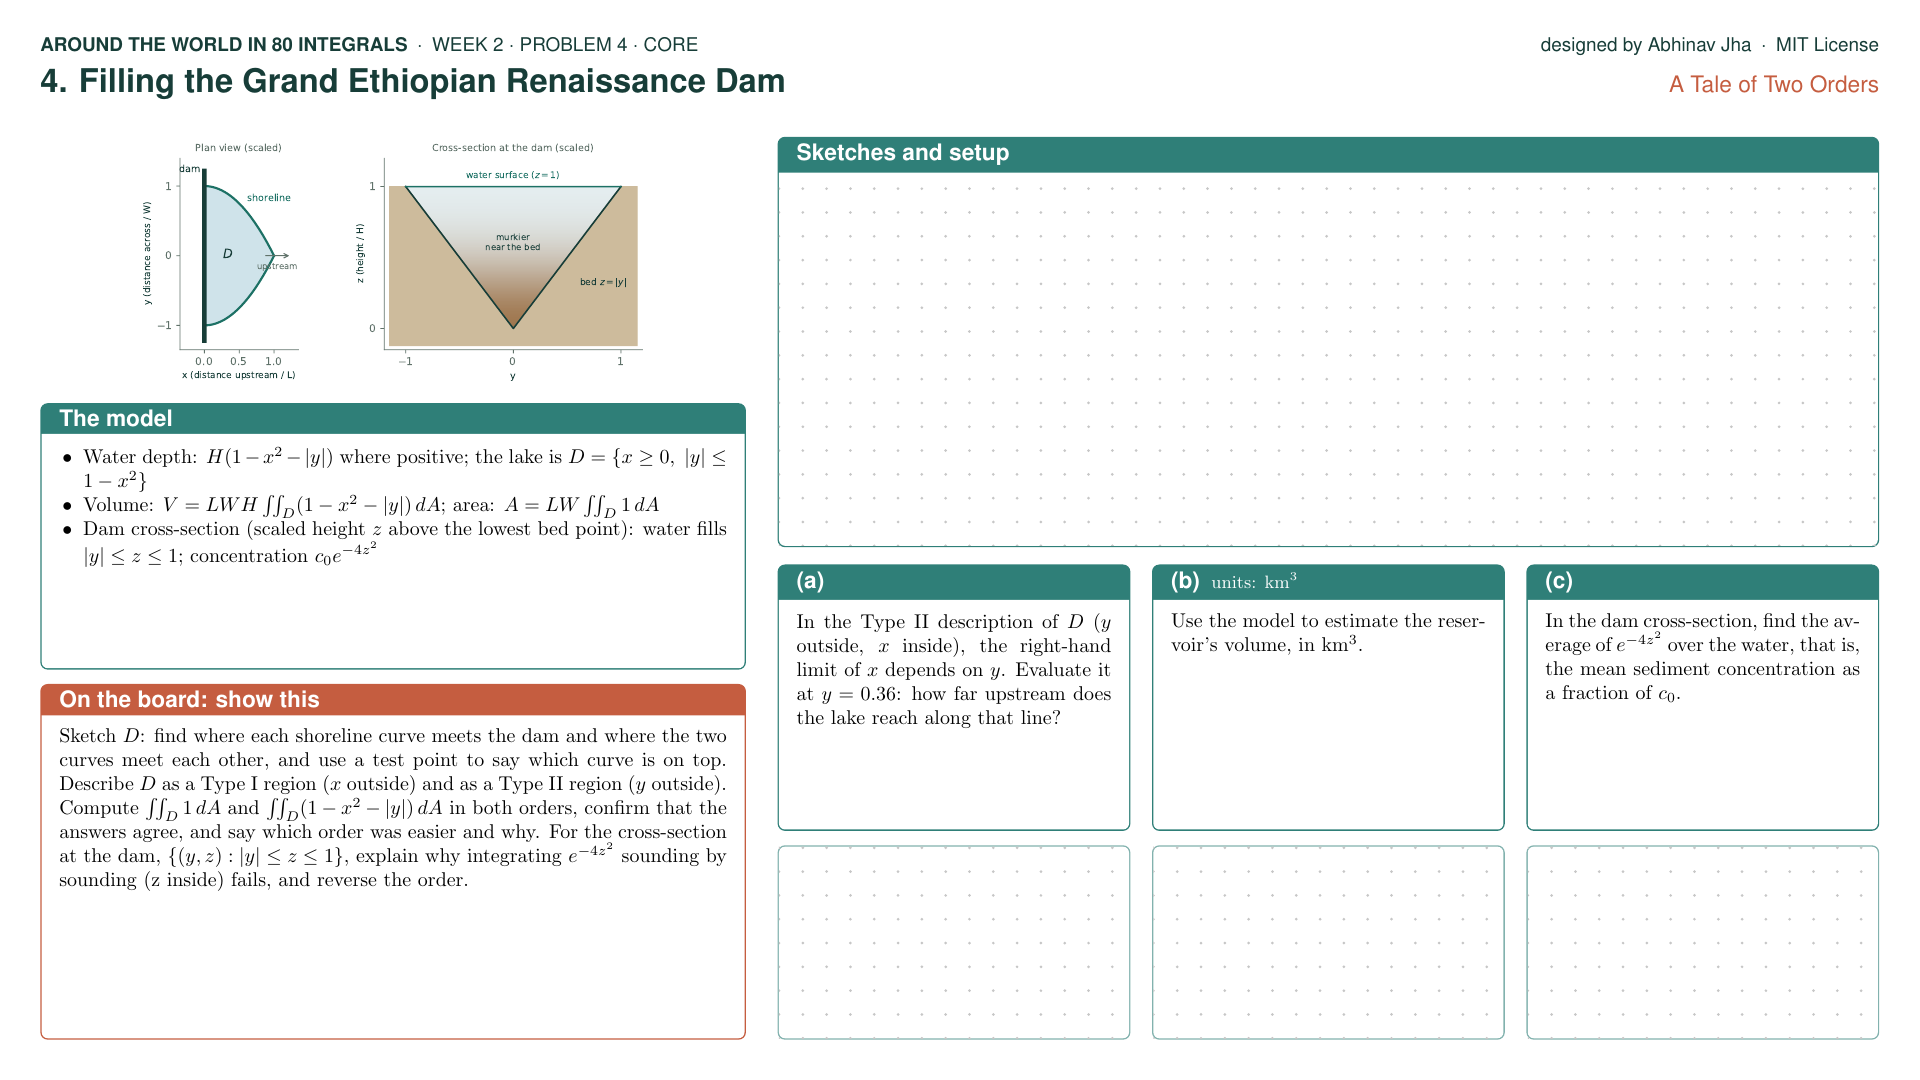 AROUND THE WORLD IN 80 INTEGRALS · WEEK 2 · PROBLEM 4 · CORE
designed by Abhinav Jha · MIT License
4. Filling the Grand Ethiopian Renaissance Dam
A Tale of Two Orders
Plan view (scaled)
dam
shoreline
D
upstream
1
0
−1
0.0 0.5 1.0
y (distance across / W)
x (distance upstream / L)
Cross-section at the dam (scaled)
water surface (z = 1)
murkier
near the bed
bed z = |y|
1
0
−1 0 1
z (height / H)
y
The model
• Water depth: H(1 − x² − |y|) where positive; the lake is D = {x ≥ 0, |y| ≤
1 − x²}
• Volume: V = LWH ∬_D(1 − x² − |y|) dA; area: A = LW ∬_D 1 dA
• Dam cross-section (scaled height z above the lowest bed point): water fills
|y| ≤ z ≤ 1; concentration c₀e^{−4z²}
On the board: show this
Sketch D: find where each shoreline curve meets the dam and where the two
curves meet each other, and use a test point to say which curve is on top.
Describe D as a Type I region (x outside) and as a Type II region (y outside).
Compute ∬_D 1 dA and ∬_D(1 − x² − |y|) dA in both orders, confirm that the
answers agree, and say which order was easier and why. For the cross-section
at the dam, {(y, z) : |y| ≤ z ≤ 1}, explain why integrating e^{−4z²} sounding by
sounding (z inside) fails, and reverse the order.
Sketches and setup
(a)
In the Type II description of D (y
outside, x inside), the right-hand
limit of x depends on y. Evaluate it
at y = 0.36: how far upstream does
the lake reach along that line?
(b) units: km³
Use the model to estimate the reser-
voir's volume, in km³.
(c)
In the dam cross-section, find the av-
erage of e^{−4z²} over the water, that is,
the mean sediment concentration as
a fraction of c₀.